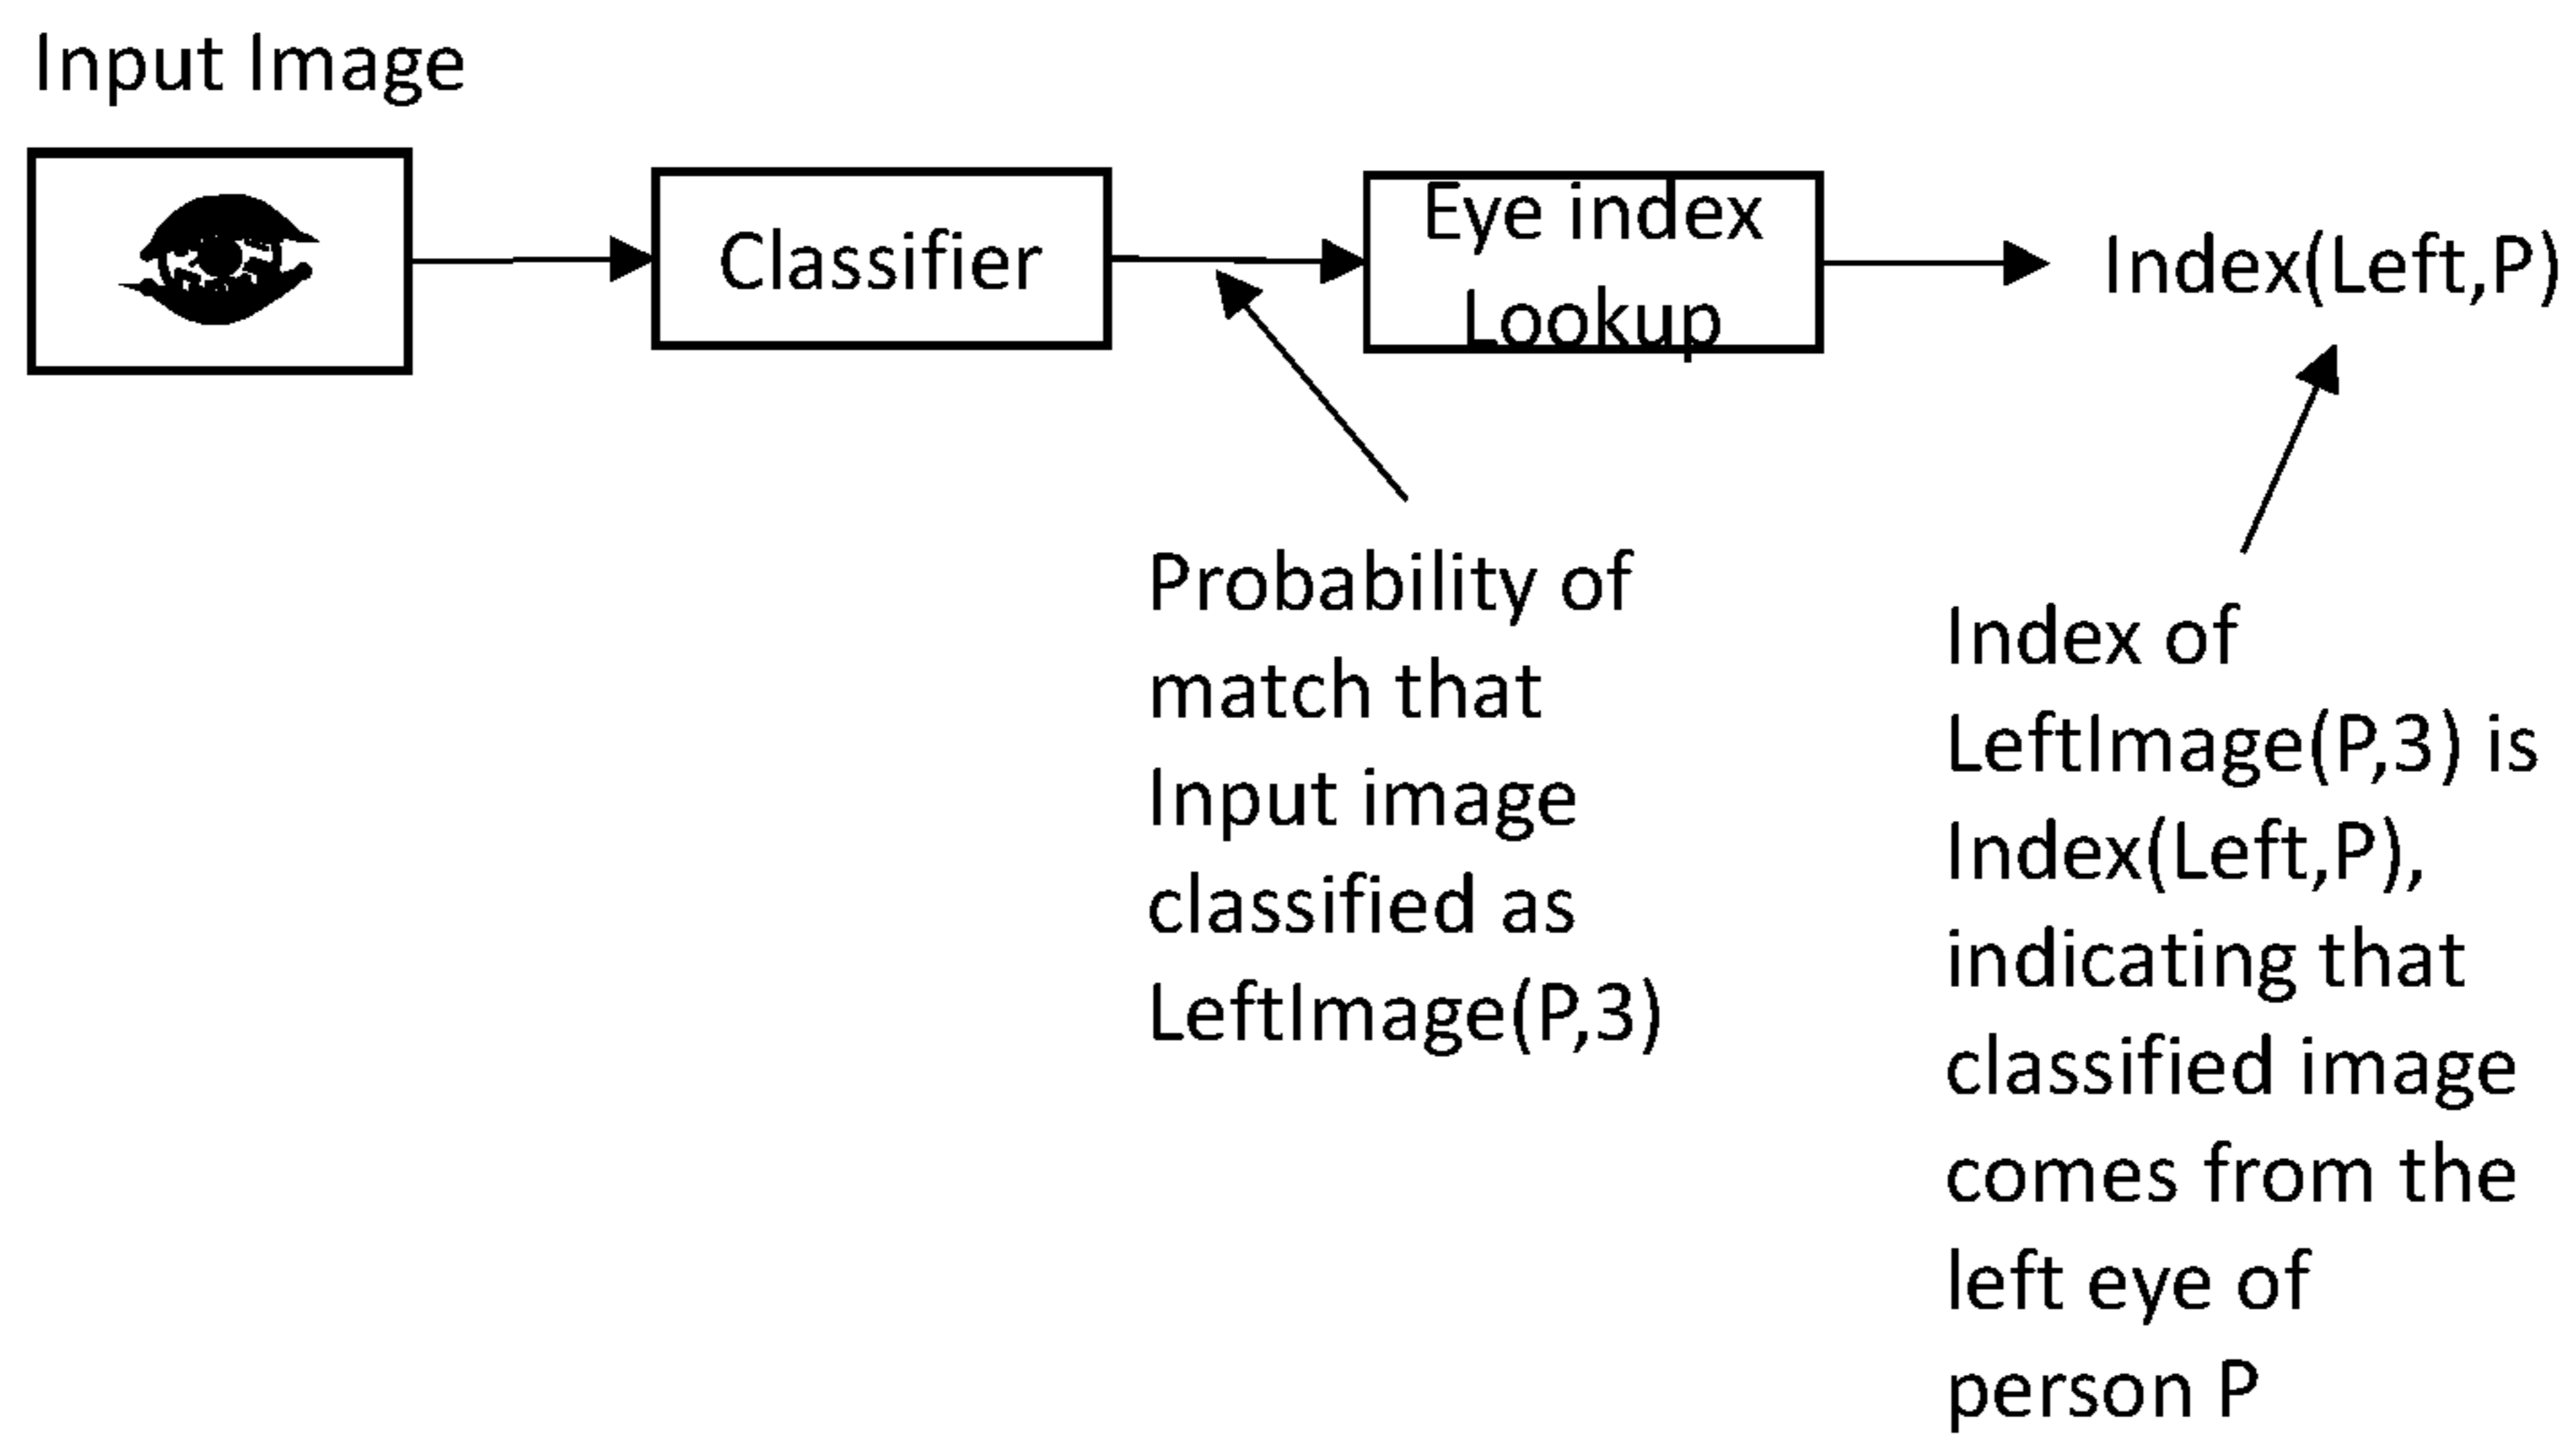 Input Image
Classifier
Eye index
Lookup
Index(Left,P)
Probability of
match that
Input image
classified as
LeftImage(P,3)
Index of
LeftImage(P,3) is
Index(Left,P),
indicating that
classified image
comes from the
left eye of
person P